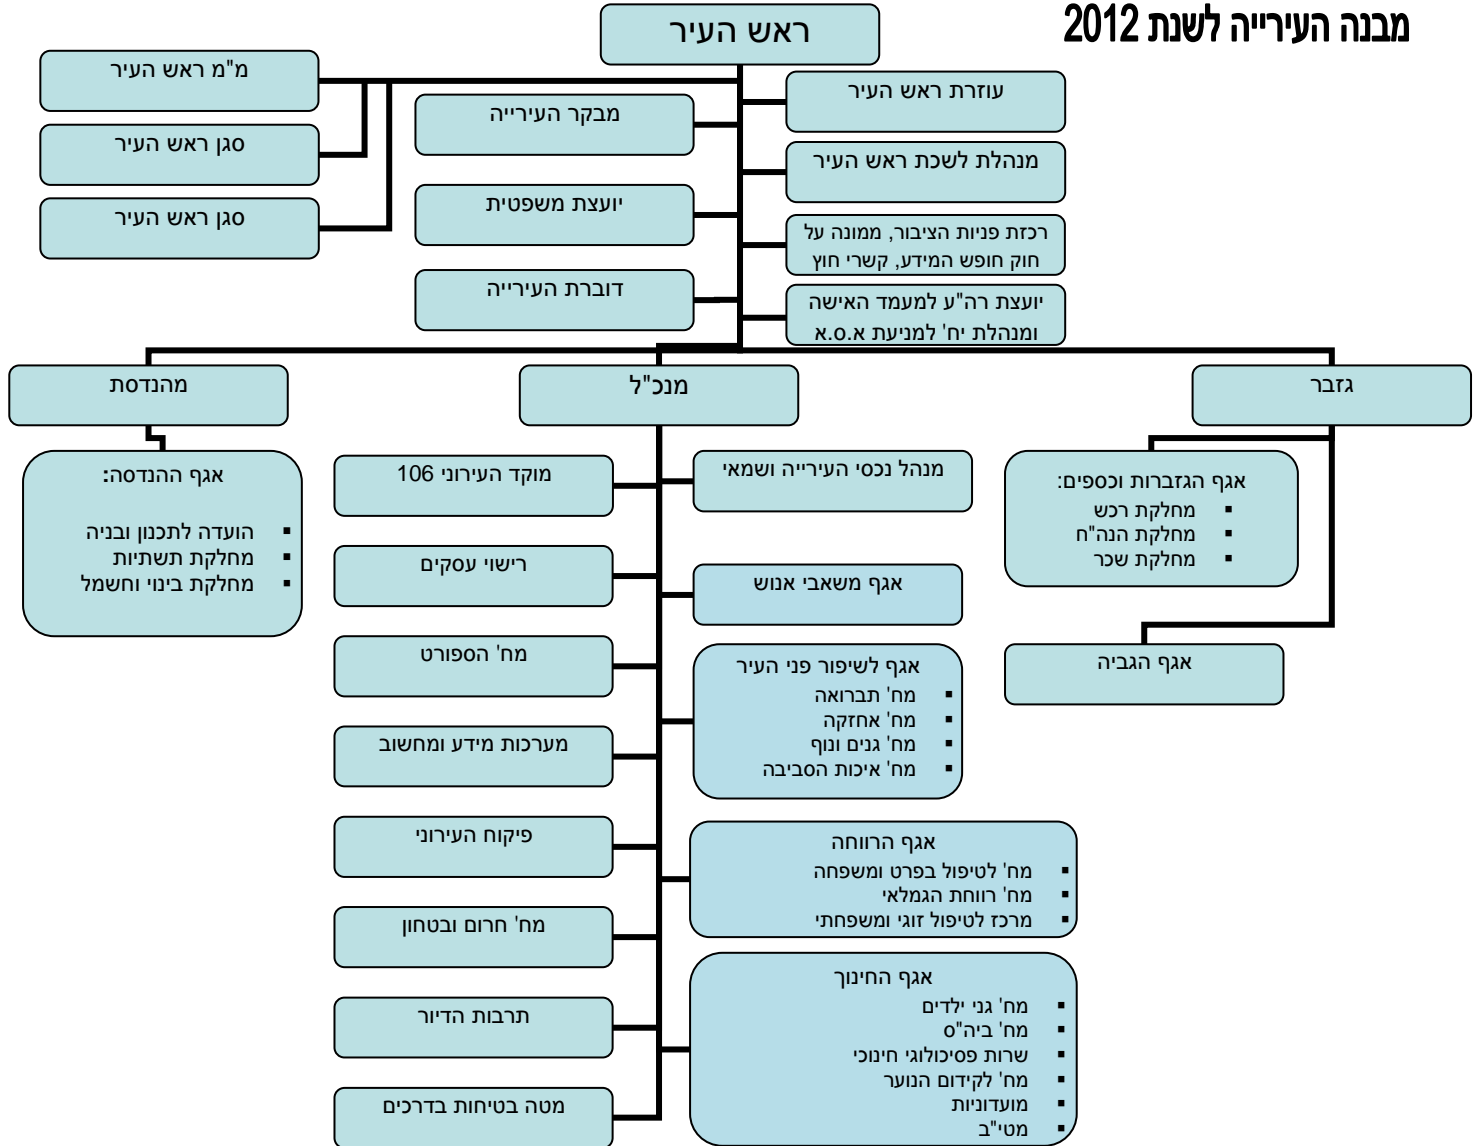 מבנה העירייה לשנת 2012
ראש העיר
מ"מ ראש העיר
סגן ראש העיר
סגן ראש העיר
עוזרת ראש העיר
מבקר העירייה
מנהלת לשכת ראש העיר
יועצת משפטית
רכזת פניות הציבור, ממונה על
חוק חופש המידע, קשרי חוץ
דוברת העירייה
יועצת רה"ע למעמד האישה
ומנהלת יח' למניעת א.ס.א
גזבר
מנכ"ל
מהנדסת
אגף הגזברות וכספים:
▪ מחלקת רכש
▪ מחלקת הנה"ח
▪ מחלקת שכר
אגף הגביה
מנהל נכסי העירייה ושמאי
אגף משאבי אנוש
אגף לשיפור פני העיר
▪ מח' תברואה
▪ מח' אחזקה
▪ מח' גנים ונוף
▪ מח' איכות הסביבה
אגף הרווחה
▪ מח' לטיפול בפרט ומשפחה
▪ מח' רווחת הגמלאי
▪ מרכז לטיפול זוגי ומשפחתי
אגף החינוך
▪ מח' גני ילדים
▪ מח' ביה"ס
▪ שרות פסיכולוגי חינוכי
▪ מח' לקידום הנוער
▪ מועדוניות
▪ מטי"ב
מוקד העירוני 106
רישוי עסקים
מח' הספורט
מערכות מידע ומחשוב
פיקוח העירוני
מח' חרום ובטחון
תרבות הדיור
מטה בטיחות בדרכים
אגף ההנדסה:
▪ הועדה לתכנון ובניה
▪ מחלקת תשתיות
▪ מחלקת בינוי וחשמל